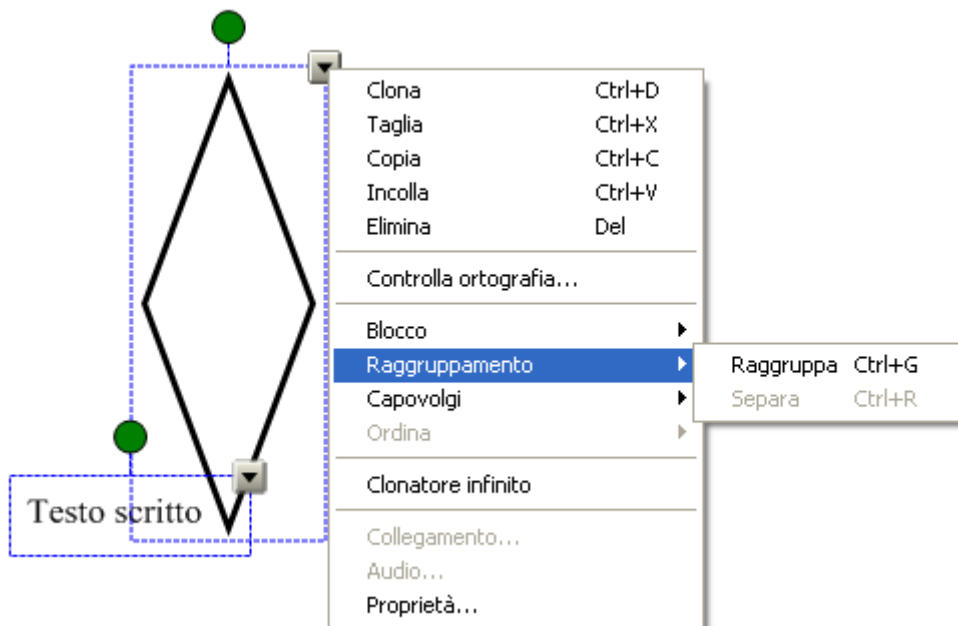 Clona Ctrl+D
Taglia Ctrl+X
Copia Ctrl+C
Incolla Ctrl+V
Elimina Del
Controlla ortografia...
Blocco
Raggruppamento
Raggruppa Ctrl+G
Capovolgi
Separa Ctrl+R
Ordina
Clonatore infinito
Testo scritto
Collegamento...
Audio...
Proprietà...